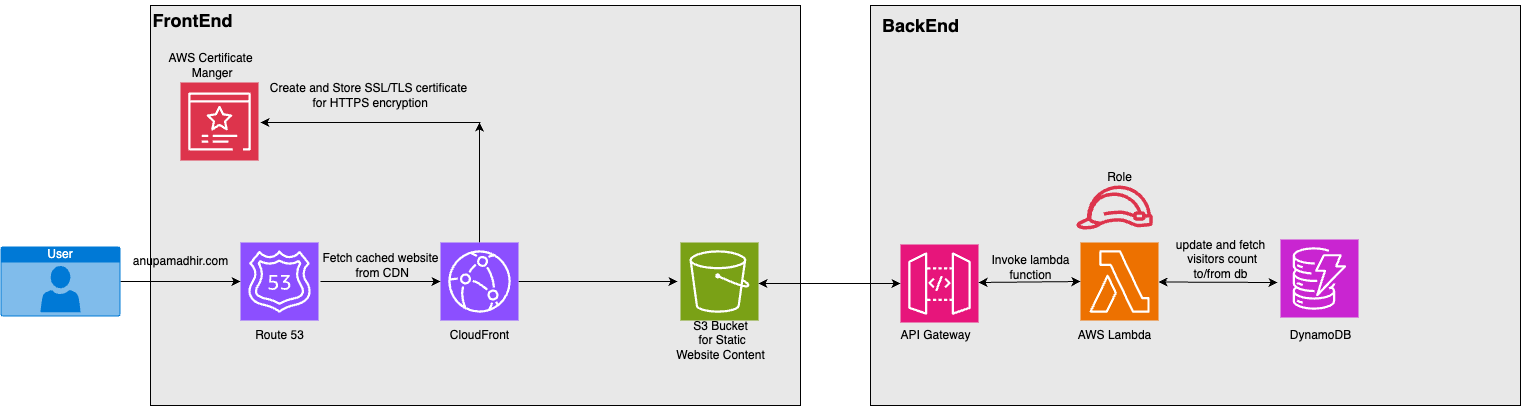 FrontEnd
BackEnd
AWS Certificate
Manger
Create and Store SSL/TLS certificate
for HTTPS encryption
Role
User
anupamadhir.com
53
Route 53
Fetch cached website
from CDN
CloudFront
S3 Bucket
for Static
Website Content
</>
API Gateway
Invoke lambda
function
AWS Lambda
update and fetch
visitors count
to/from db
DynamoDB